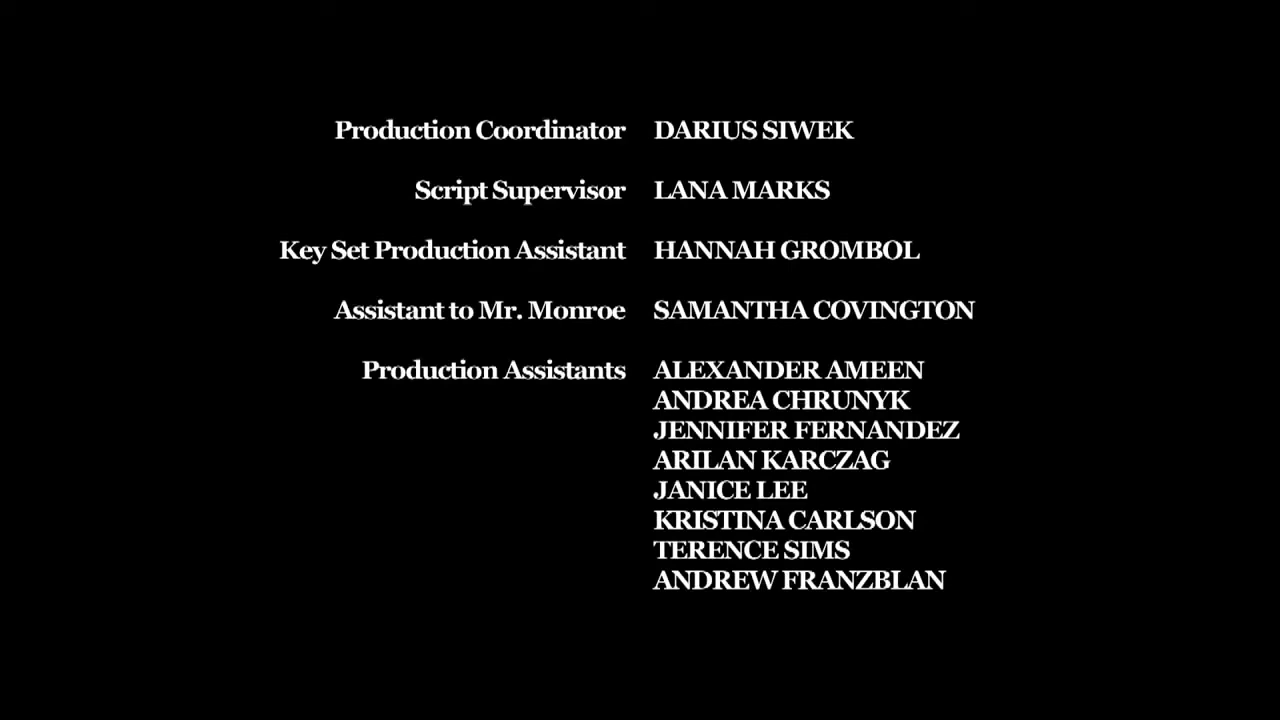 Production Coordinator DARIUS SIWEK
Script Supervisor LANA MARKS
Key Set Production Assistant HANNAH GROMBOL
Assistant to Mr. Monroe SAMANTHA COVINGTON
Production Assistants ALEXANDER AMEEN
ANDREA CHRUNYK
JENNIFER FERNANDEZ
ARILAN KARCZAG
JANICE LEE
KRISTINA CARLSON
TERENCE SIMS
ANDREW FRANZBLAN